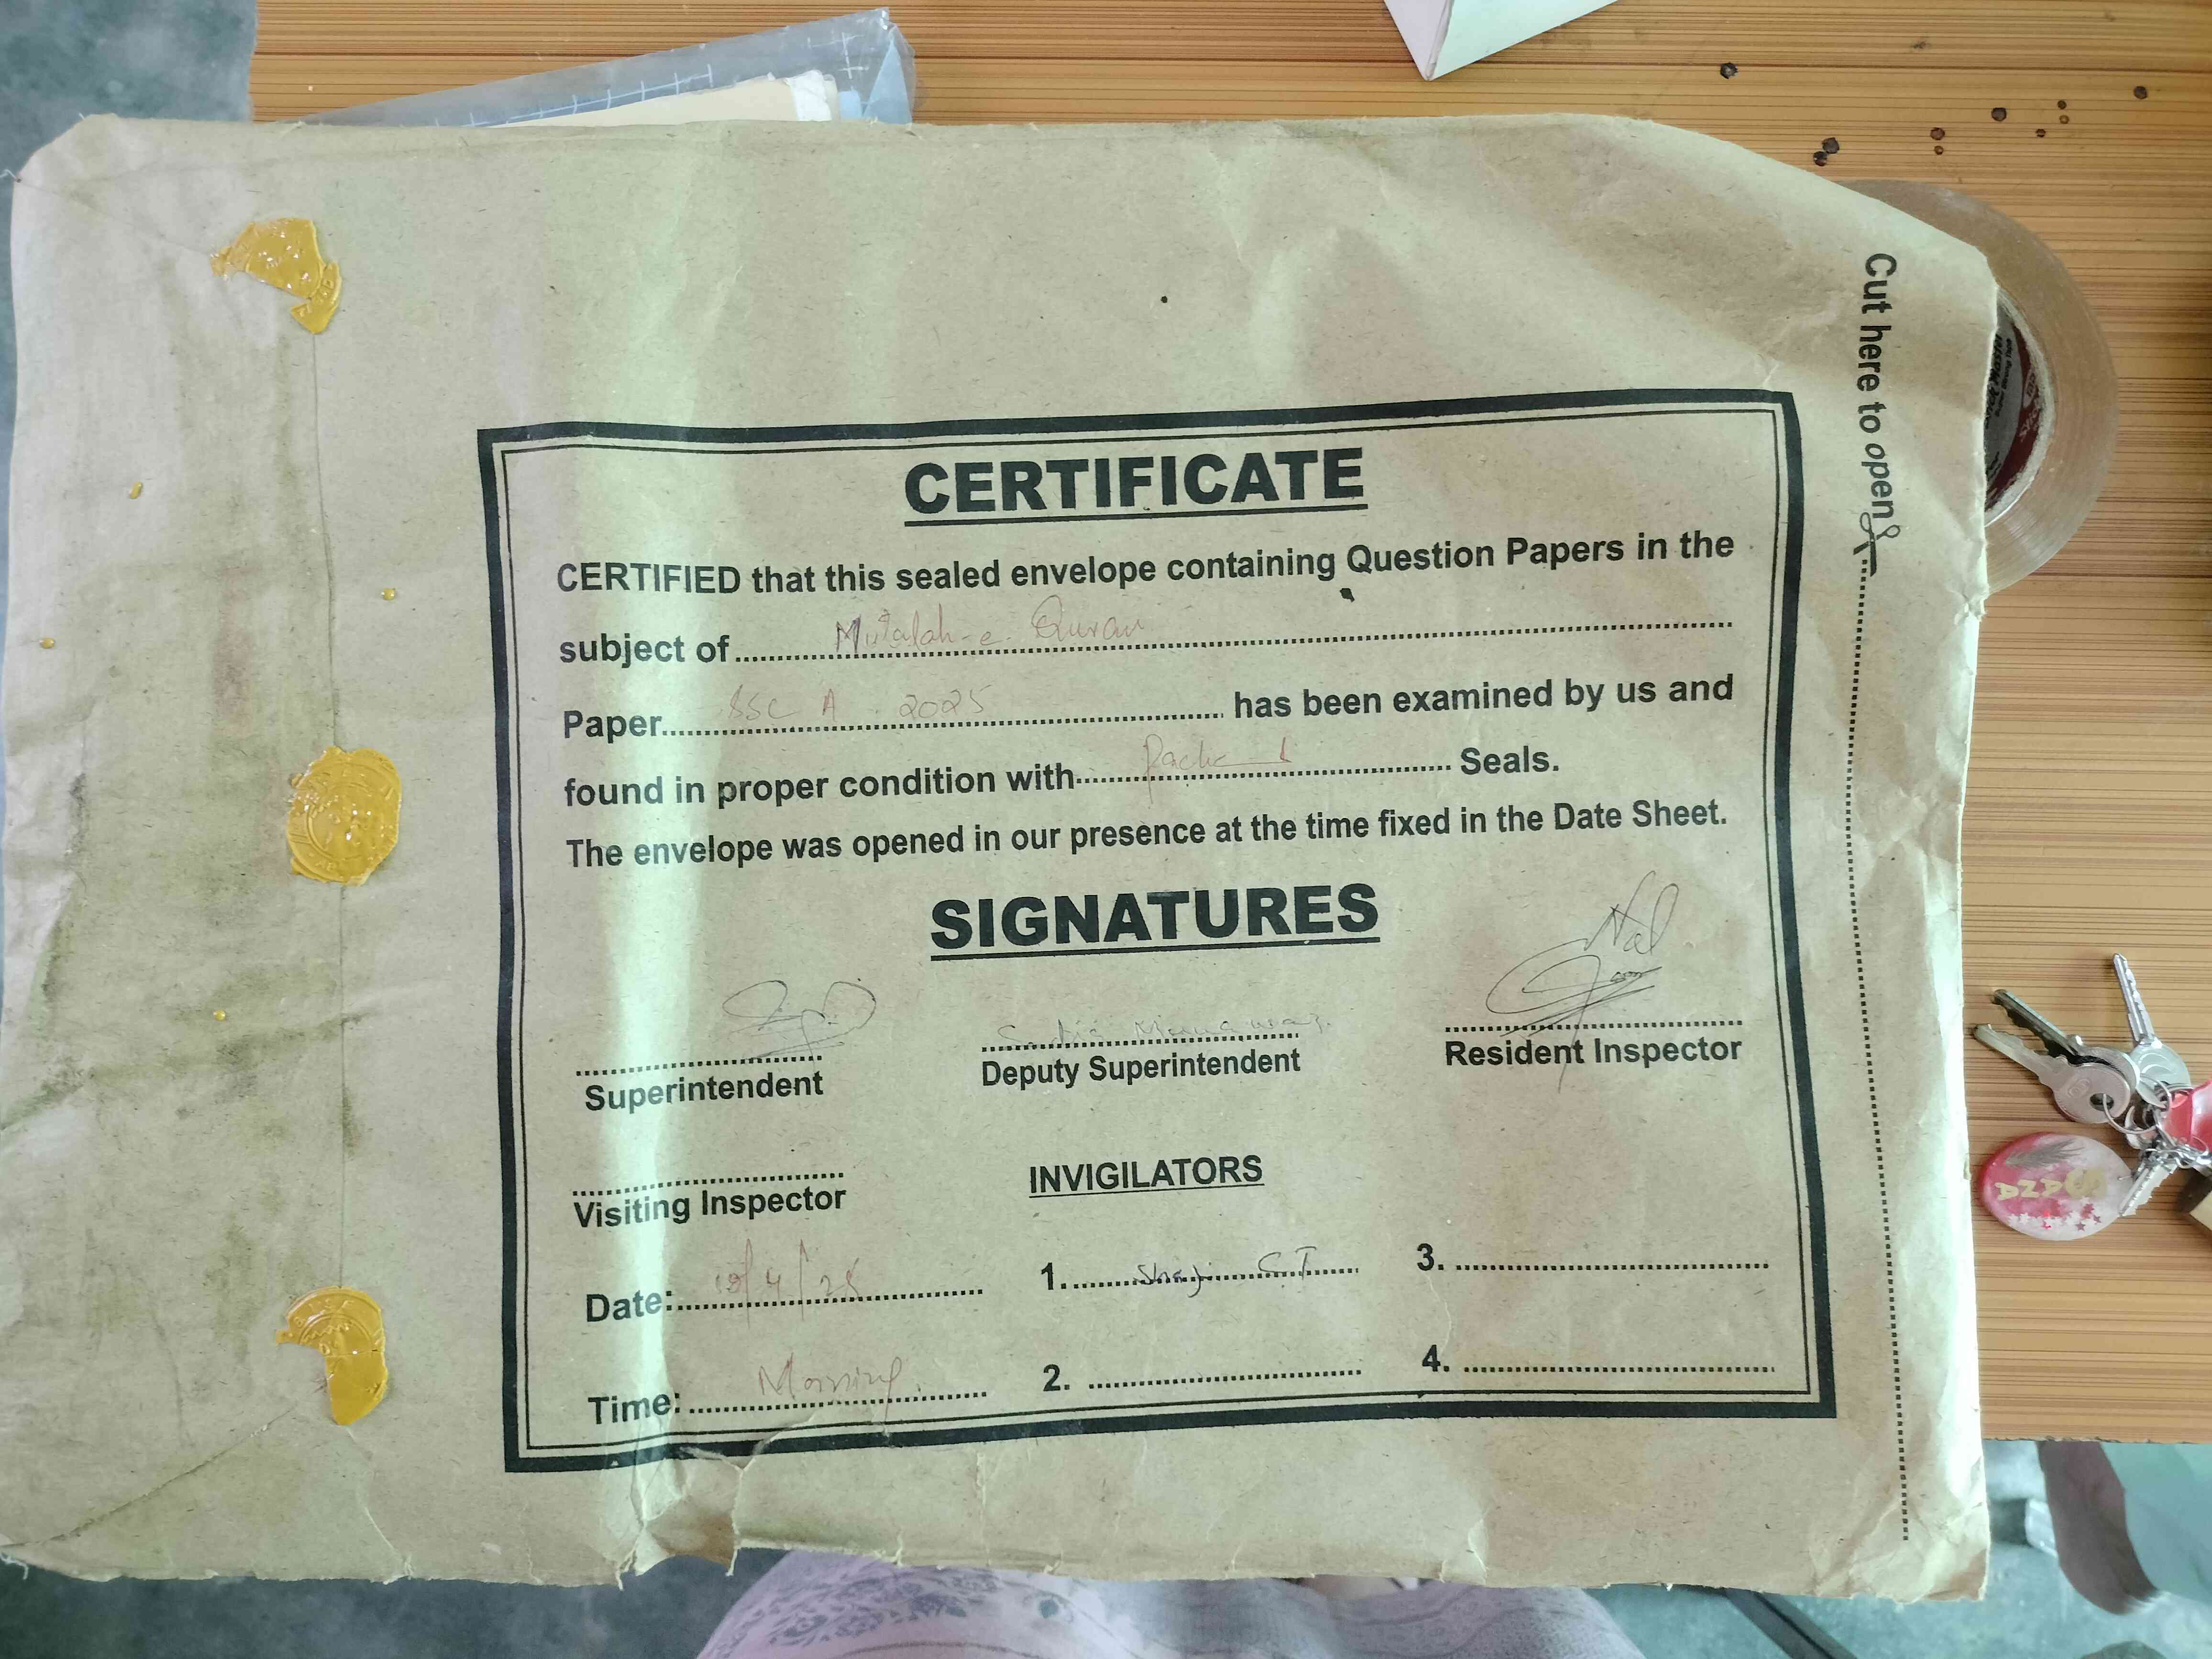 Cut here to open
CERTIFICATE
CERTIFIED that this sealed envelope containing Question Papers in the
subject of Mutalah-e-Quran
Paper SSC A 2025 has been examined by us and
found in proper condition with Seals.
The envelope was opened in our presence at the time fixed in the Date Sheet.
SIGNATURES
Superintendent
Deputy Superintendent
Resident Inspector
Visiting Inspector
INVIGILATORS
Date:
1.
3.
Time: Morning
2.
4.